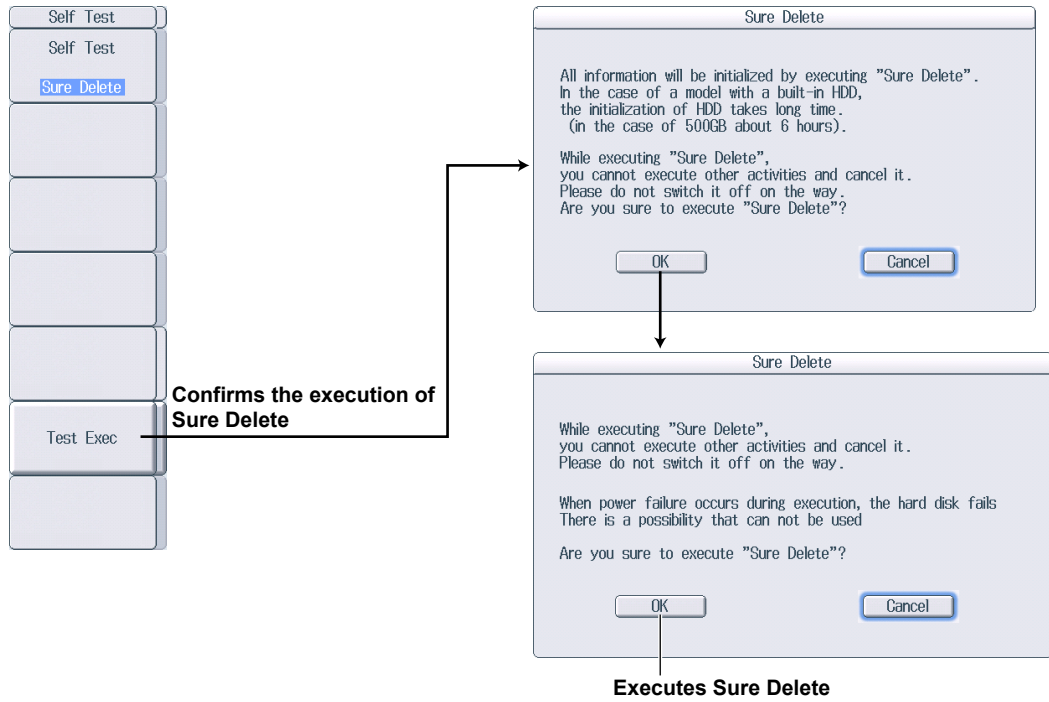 Self Test
Self Test
Sure Delete
Test Exec
Confirms the execution of
Sure Delete
Sure Delete
All information will be initialized by executing ”Sure Delete”.
In the case of a model with a built-in HDD,
the initialization of HDD takes long time.
(in the case of 500GB about 6 hours).
While executing ”Sure Delete”,
you cannot execute other activities and cancel it.
Please do not switch it off on the way.
Are you sure to execute ”Sure Delete”?
OK
Cancel
Sure Delete
While executing ”Sure Delete”,
you cannot execute other activities and cancel it.
Please do not switch it off on the way.
When power failure occurs during execution, the hard disk fails
There is a possibility that can not be used
Are you sure to execute ”Sure Delete”?
OK
Cancel
Executes Sure Delete